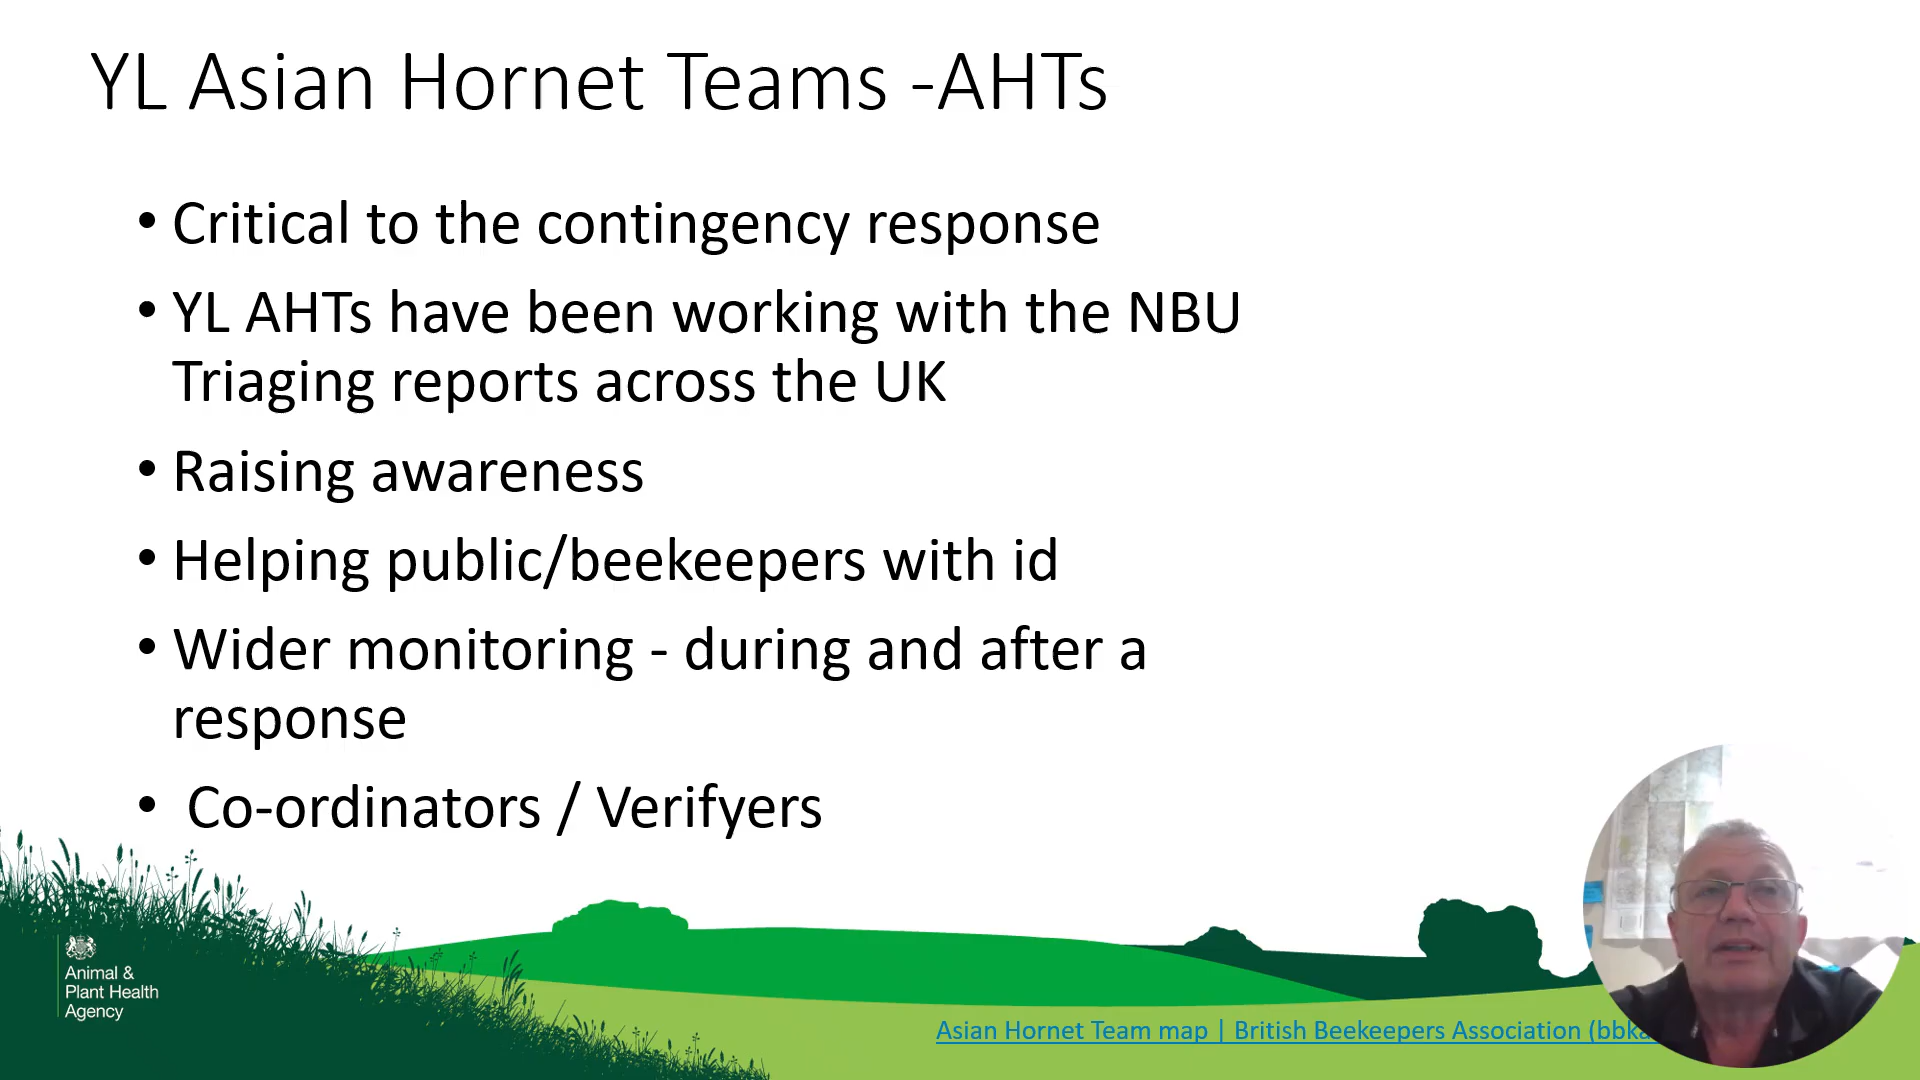 YL Asian Hornet Teams -AHTs
• Critical to the contingency response
• YL AHTs have been working with the NBU
Triaging reports across the UK
• Raising awareness
• Helping public/beekeepers with id
• Wider monitoring - during and after a
response
• Co-ordinators / Verifyers
Animal &
Plant Health
Agency
Asian Hornet Team map | British Beekeepers Association (bbka